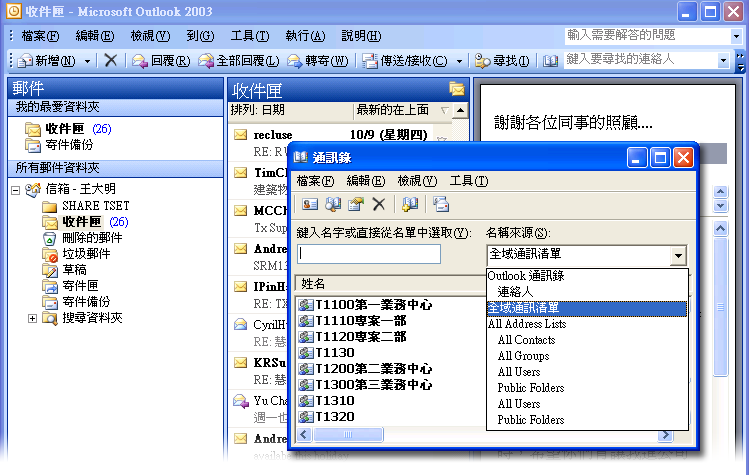 收件匣 - Microsoft Outlook 2003
檔案(F) 編輯(E) 檢視(V) 到(G) 工具(T) 執行(A) 說明(H) 輸入需要解答的問題
新增(N) 回覆(R) 全部回覆(L) 轉寄(W) 傳送/接收(C) 尋找(I) 鍵入要尋找的連絡人
郵件
我的最愛資料夾
收件匣 (26)
寄件備份
所有郵件資料夾
信箱 - 王大明
SHARE TSET
收件匣 (26)
刪除的郵件
垃圾郵件
草稿
寄件匣
寄件備份
搜尋資料夾
收件匣
排列: 日期 最新的在上面
recluse 10/9 (星期四)
RE: R
TimC
建築物
MCCh
Tx Sup
Andre
SRM13
IPinH
RE: TX
CyrilH
RE: 慧
KRSu
RE: 慧
Yu Cha
週一也
Andre
謝謝各位同事的照顧....
通訊錄
檔案(F) 編輯(E) 檢視(V) 工具(T)
鍵入名字或直接從名單中選取(Y): 名稱來源(S):
全域通訊清單
姓名
T1100第一業務中心
T1110專案一部
T1120專案二部
T1130
T1200第二業務中心
T1300第三業務中心
T1310
T1320
Outlook 通訊錄
連絡人
全域通訊清單
All Address Lists
All Contacts
All Groups
All Users
Public Folders
All Users
Public Folders